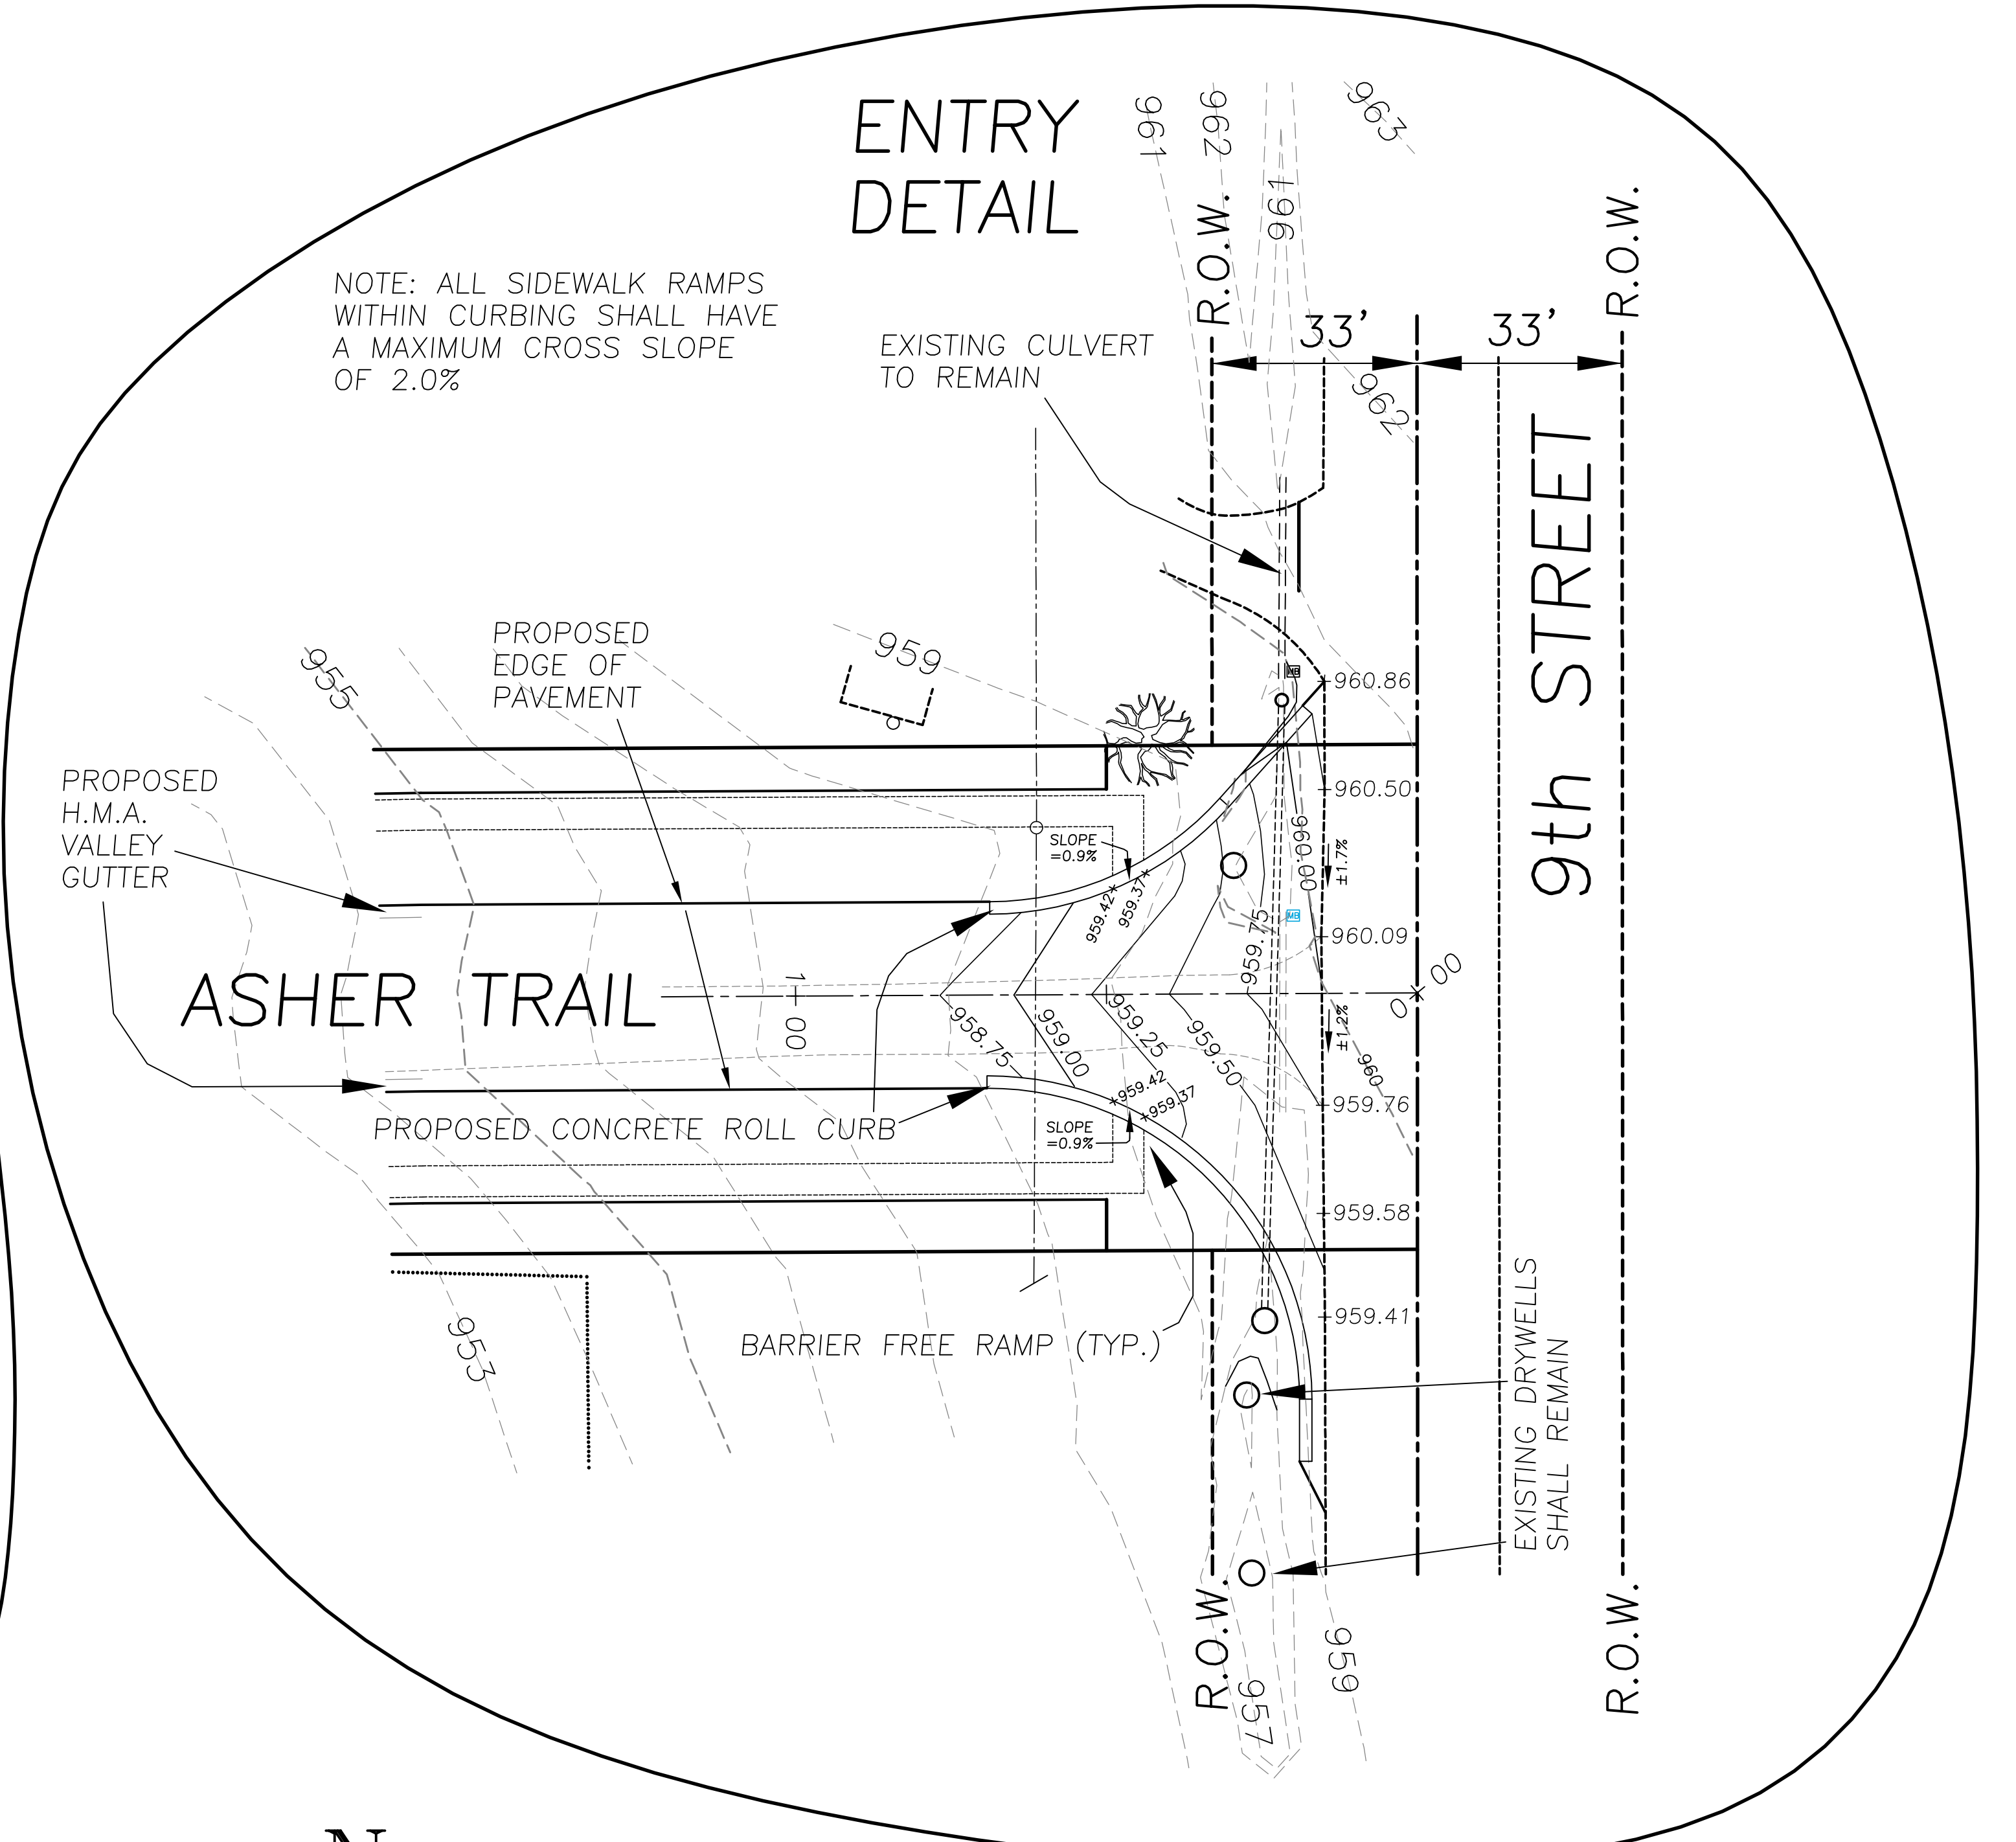 ENTRY
DETAIL
NOTE: ALL SIDEWALK RAMPS
WITHIN CURBING SHALL HAVE
A MAXIMUM CROSS SLOPE
OF 2.0%
961
962
961
963
R.O.W.
R.O.W.
33'
33'
EXISTING CULVERT
TO REMAIN
962
9th STREET
PROPOSED
EDGE OF
PAVEMENT
955
959
MB
960.86
PROPOSED
H.M.A.
VALLEY
GUTTER
960.50
SLOPE
=0.9%
959.42
959.37
960.00
±1.7%
MB
959.75
960.09
ASHER TRAIL
1 00
0 00
958.75
959.00
959.25
959.50
±1.2%
960
959.42
959.37
959.76
PROPOSED CONCRETE ROLL CURB
SLOPE
=0.9%
959.58
959.41
953
BARRIER FREE RAMP (TYP.)
EXISTING DRYWELLS
SHALL REMAIN
R.O.W.
R.O.W.
957
959
N